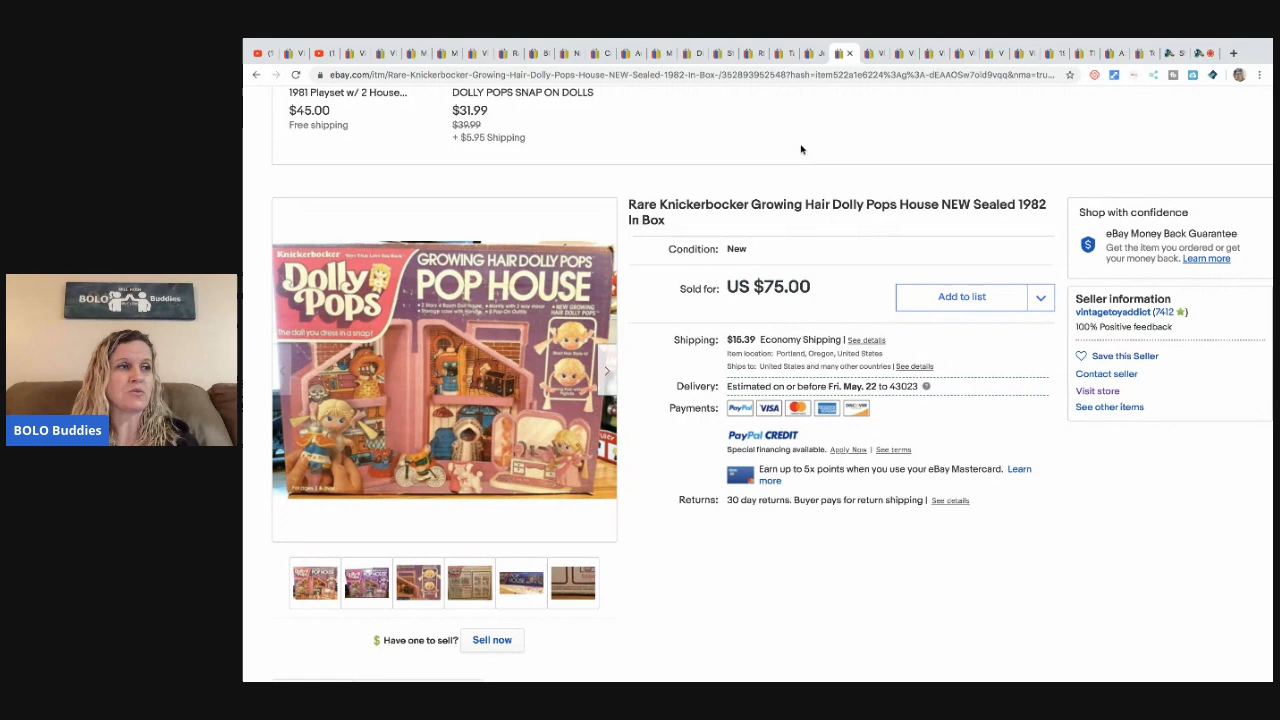 ebay.com/itm/Rare-Knickerbocker-Growing-Hair-Dolly-Pops-House-NEW-Sealed-1982-In-Box-/352893952548?hash=item522a1e6224%3Ag%3A-dEAAOSw7old9vqq&nma=tru...
1981 Playset w/ 2 House...
$45.00
Free shipping
DOLLY POPS SNAP ON DOLLS
$31.99
$39.99
+ $5.95 Shipping
Knickerbocker
Dolly Pops
The doll you dress in a snap!
GROWING HAIR DOLLY POPS
POP HOUSE
Rare Knickerbocker Growing Hair Dolly Pops House NEW Sealed 1982
In Box
Condition: New
Sold for: US $75.00
Add to list
Shipping: $15.39 Economy Shipping | See details
Item location: Portland, Oregon, United States
Ships to: United States and many other countries | See details
Delivery: Estimated on or before Fri. May. 22 to 43023
Payments: PayPal VISA
PayPal CREDIT
Special financing available. Apply Now | See terms
Earn up to 5x points when you use your eBay Mastercard. Learn
more
Returns: 30 day returns. Buyer pays for return shipping | See details
Have one to sell? Sell now
Shop with confidence
eBay Money Back Guarantee
Get the item you ordered or get
your money back. Learn more
Seller information
vintagetoyaddict (7412)
100% Positive feedback
Save this Seller
Contact seller
Visit store
See other items
BOLO Buddies
BOLO Buddies